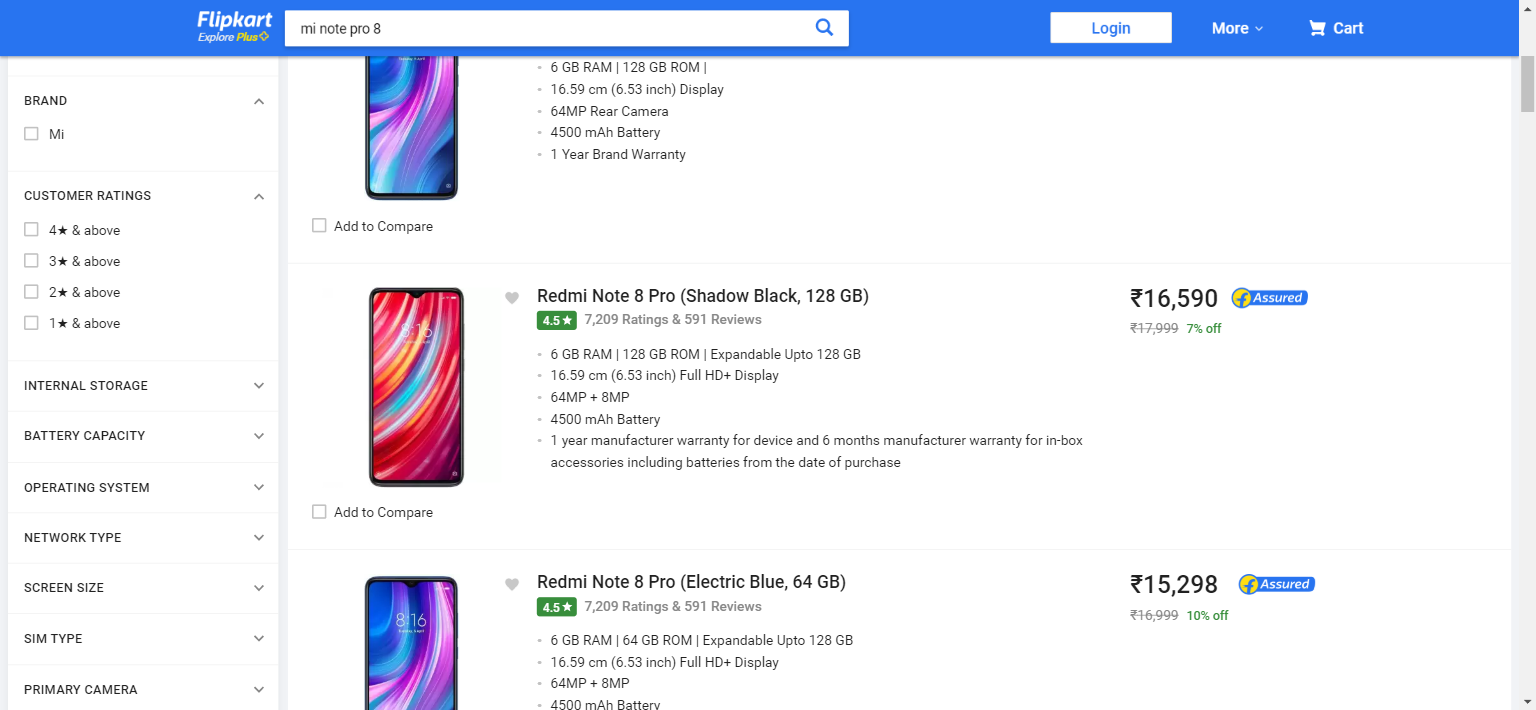 Flipkart
Explore Plus
mi note pro 8
Login
More
Cart
BRAND
Mi
CUSTOMER RATINGS
4★ & above
3★ & above
2★ & above
1★ & above
INTERNAL STORAGE
BATTERY CAPACITY
OPERATING SYSTEM
NETWORK TYPE
SCREEN SIZE
SIM TYPE
PRIMARY CAMERA
6 GB RAM | 128 GB ROM |
16.59 cm (6.53 inch) Display
64MP Rear Camera
4500 mAh Battery
1 Year Brand Warranty
Add to Compare
8:16
Redmi Note 8 Pro (Shadow Black, 128 GB)
4.5★ 7,209 Ratings & 591 Reviews
6 GB RAM | 128 GB ROM | Expandable Upto 128 GB
16.59 cm (6.53 inch) Full HD+ Display
64MP + 8MP
4500 mAh Battery
1 year manufacturer warranty for device and 6 months manufacturer warranty for in-box
accessories including batteries from the date of purchase
₹16,590 Assured
₹17,999 7% off
Add to Compare
8:16
Redmi Note 8 Pro (Electric Blue, 64 GB)
4.5★ 7,209 Ratings & 591 Reviews
6 GB RAM | 64 GB ROM | Expandable Upto 128 GB
16.59 cm (6.53 inch) Full HD+ Display
64MP + 8MP
4500 mAh Battery
₹15,298 Assured
₹16,999 10% off